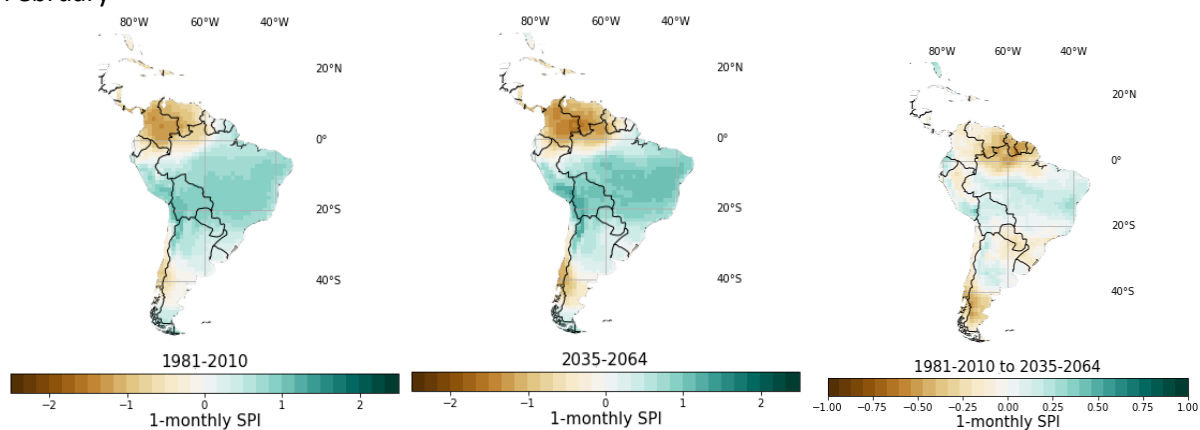 80°W 60°W 40°W
20°N
0°
20°S
40°S
1981-2010
−2 −1 0 1 2
1-monthly SPI
80°W 60°W 40°W
20°N
0°
20°S
40°S
2035-2064
−2 −1 0 1 2
1-monthly SPI
80°W 60°W 40°W
20°N
0°
20°S
40°S
1981-2010 to 2035-2064
−1.00 −0.75 −0.50 −0.25 0.00 0.25 0.50 0.75 1.00
1-monthly SPI